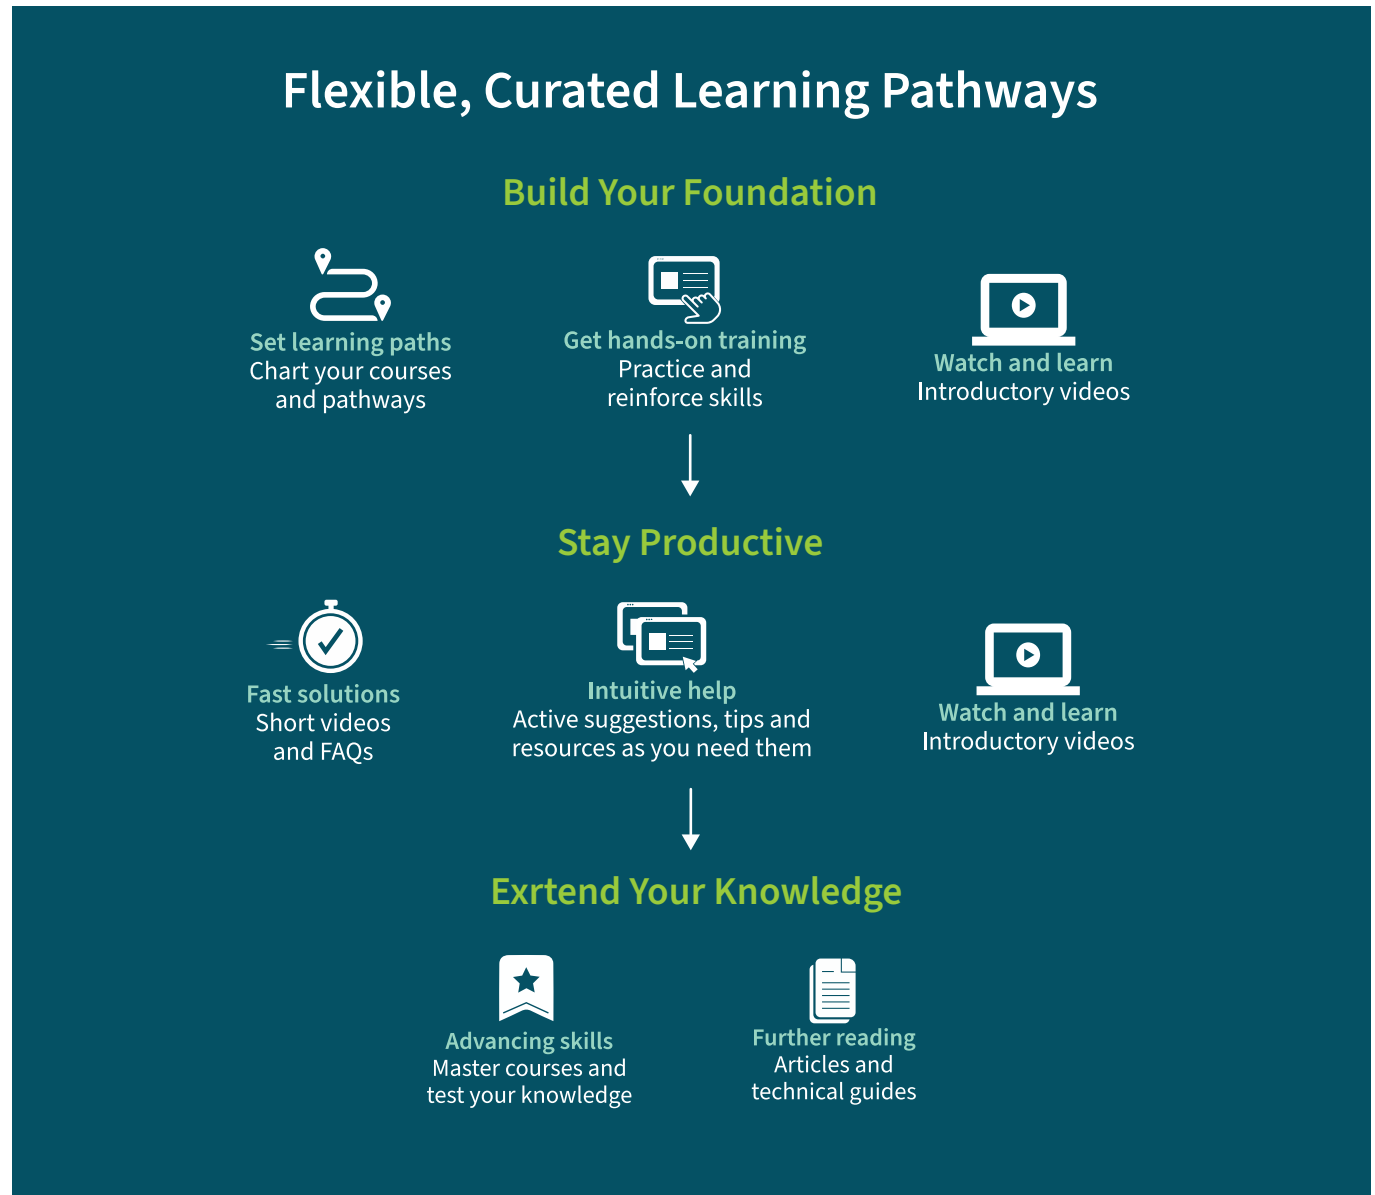 Flexible, Curated Learning Pathways
Build Your Foundation
Set learning paths
Chart your courses
and pathways
Get hands-on training
Practice and
reinforce skills
Watch and learn
Introductory videos
Stay Productive
Fast solutions
Short videos
and FAQs
Intuitive help
Active suggestions, tips and
resources as you need them
Watch and learn
Introductory videos
Exrtend Your Knowledge
Advancing skills
Master courses and
test your knowledge
Further reading
Articles and
technical guides